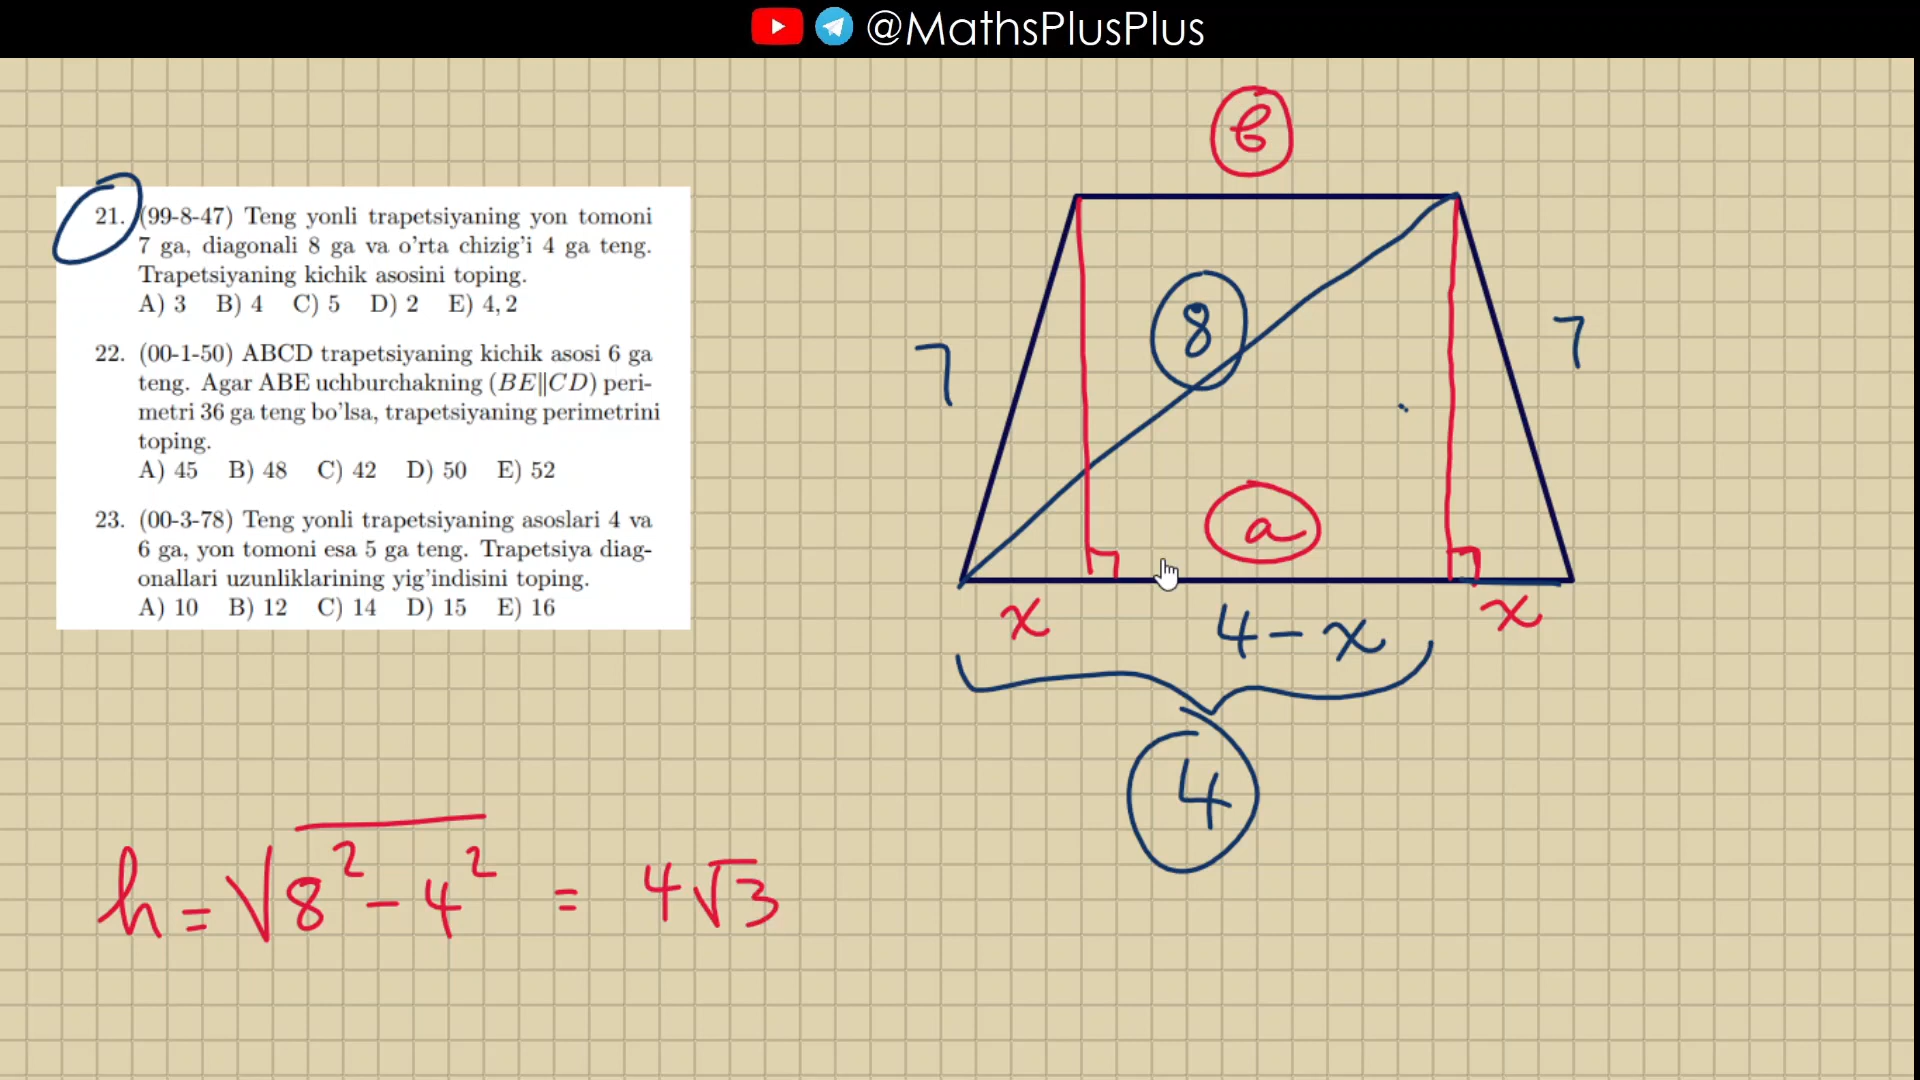 @MathsPlusPlus
21. (99-8-47) Teng yonli trapetsiyaning yon tomoni
7 ga, diagonali 8 ga va o'rta chizig'i 4 ga teng.
Trapetsiyaning kichik asosini toping.
A) 3 B) 4 C) 5 D) 2 E) 4,2
22. (00-1-50) ABCD trapetsiyaning kichik asosi 6 ga
teng. Agar ABE uchburchakning (BE||CD) peri-
metri 36 ga teng bo'lsa, trapetsiyaning perimetrini
toping.
A) 45 B) 48 C) 42 D) 50 E) 52
23. (00-3-78) Teng yonli trapetsiyaning asoslari 4 va
6 ga, yon tomoni esa 5 ga teng. Trapetsiya diag-
onallari uzunliklarining yig'indisini toping.
A) 10 B) 12 C) 14 D) 15 E) 16
в
8
7
7
a
x
4 - x
x
4
h = √8² - 4² = 4√3